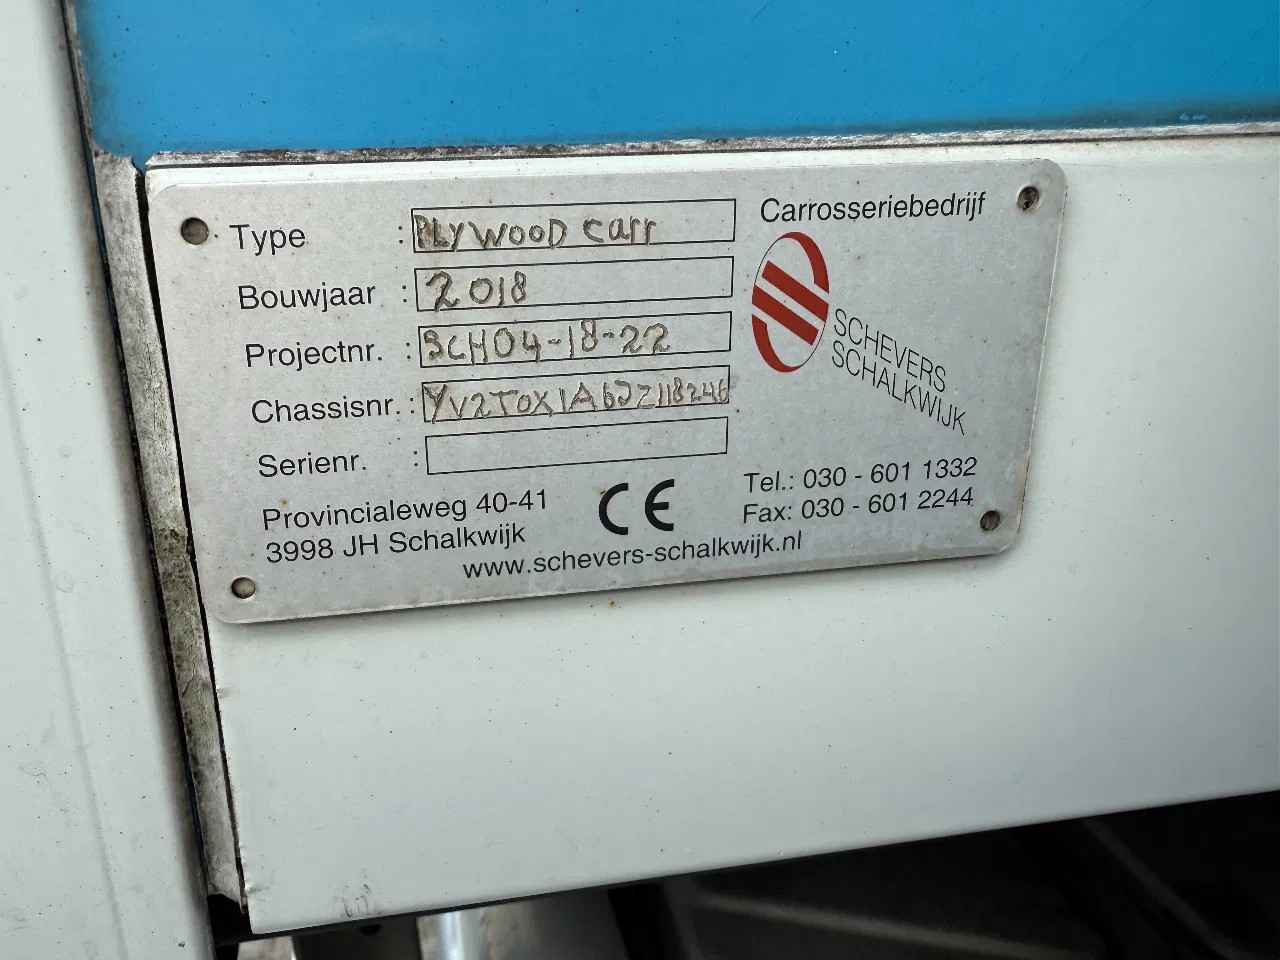 Carrosseriebedrijf
Type : PLYWOOD carr
Bouwjaar : 2018
Projectnr. : SCH04-18-22
Chassisnr. : YV2T0X1A6JZ118246
Serienr. :
SCHEVERS
SCHALKWIJK
Provincialeweg 40-41
3998 JH Schalkwijk
CE
Tel.: 030 - 601 1332
Fax: 030 - 601 2244
www.schevers-schalkwijk.nl